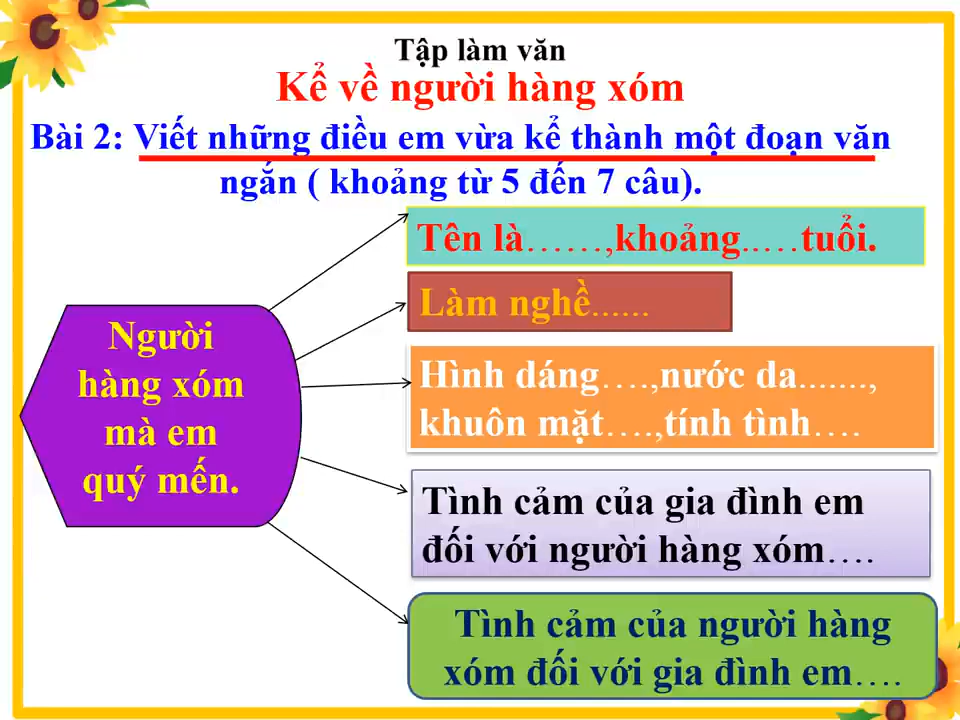 Tập làm văn
Kể về người hàng xóm
Bài 2: Viết những điều em vừa kể thành một đoạn văn
ngắn ( khoảng từ 5 đến 7 câu).
Tên là……,khoảng..…tuổi.
Làm nghề......
Người
hàng xóm
mà em
quý mến.
Hình dáng….,nước da.......,
khuôn mặt….,tính tình….
Tình cảm của gia đình em
đối với người hàng xóm….
Tình cảm của người hàng
xóm đối với gia đình em….